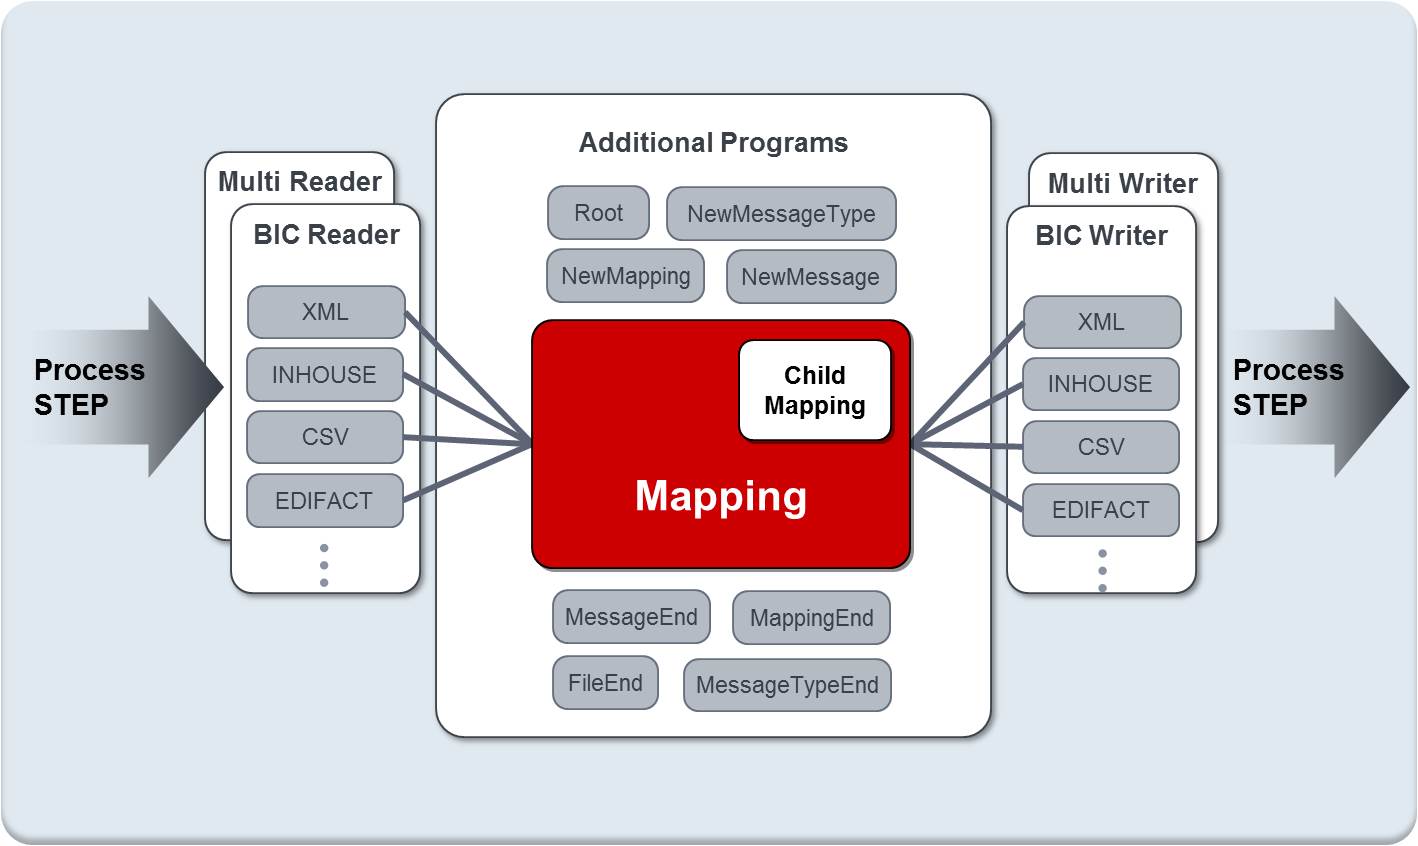 Process
STEP
Multi Reader
BIC Reader
XML
INHOUSE
CSV
EDIFACT
Additional Programs
Root
NewMessageType
NewMapping
NewMessage
Child
Mapping
Mapping
MessageEnd
MappingEnd
FileEnd
MessageTypeEnd
Multi Writer
BIC Writer
XML
INHOUSE
CSV
EDIFACT
Process
STEP